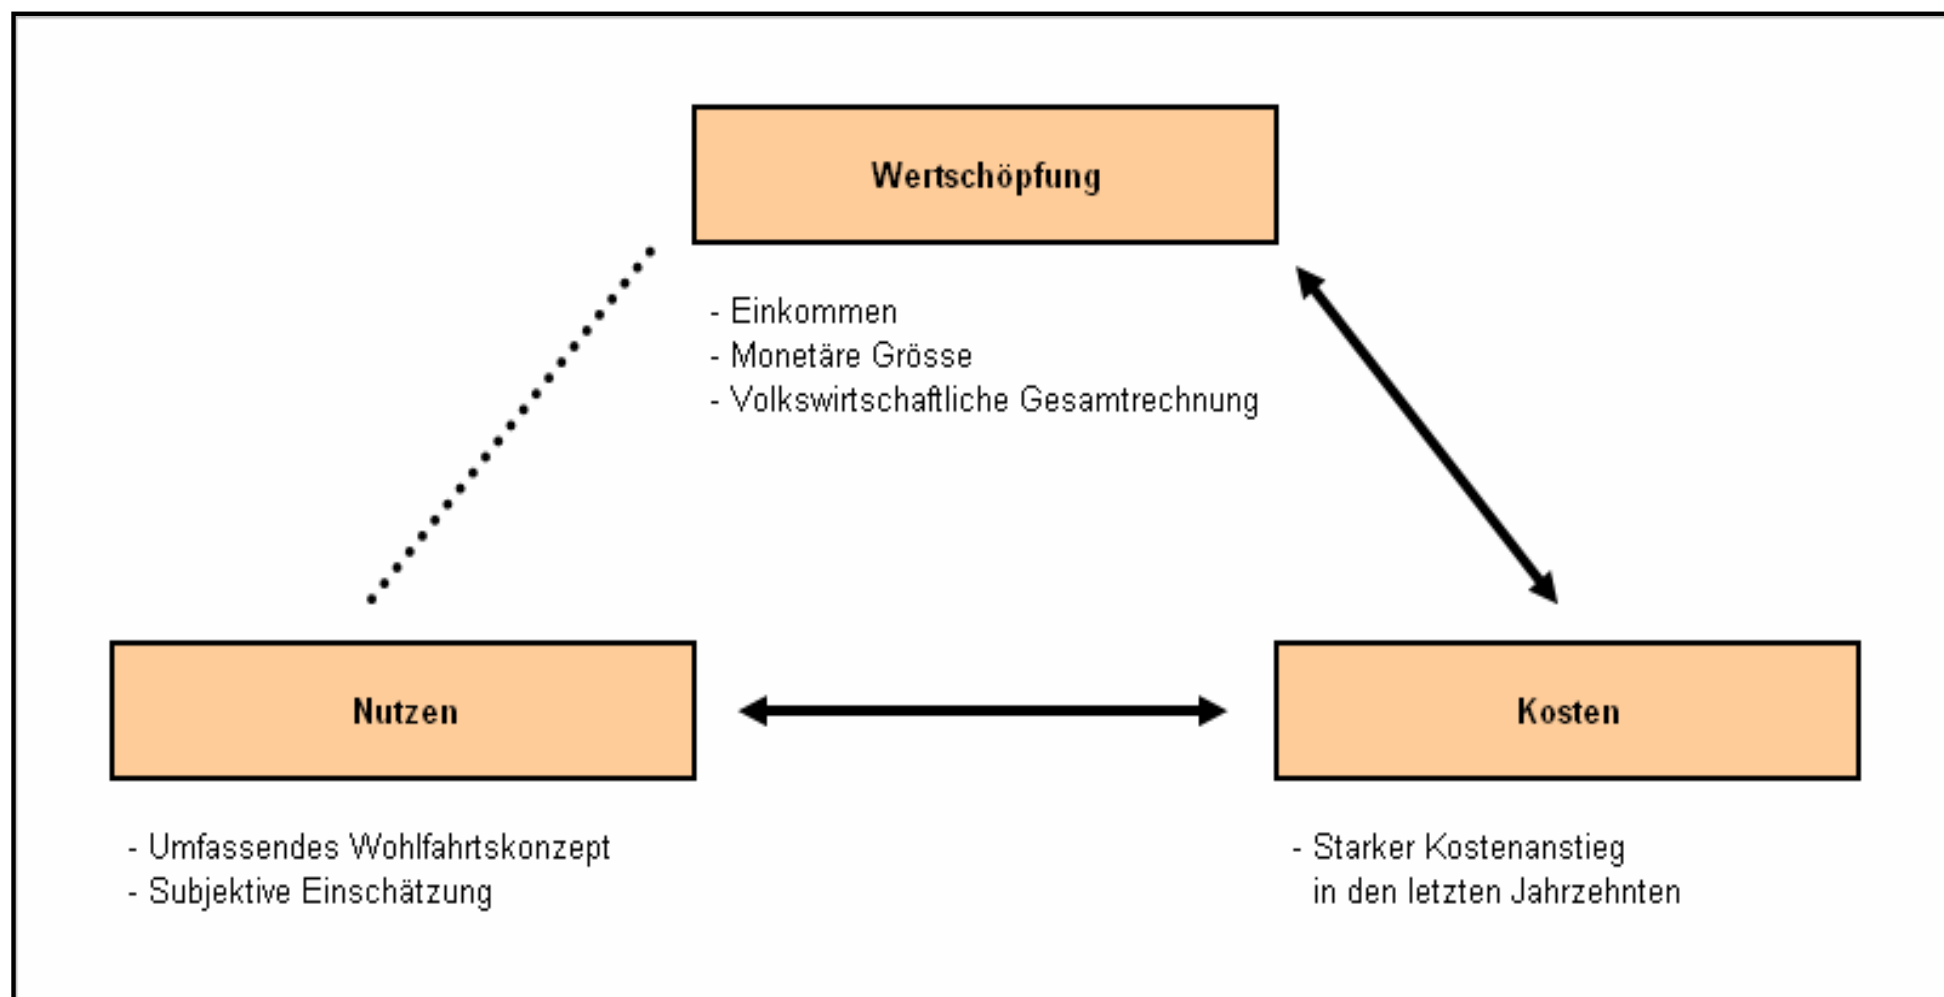 Wertschöpfung
- Einkommen
- Monetäre Grösse
- Volkswirtschaftliche Gesamtrechnung
Nutzen
- Umfassendes Wohlfahrtskonzept
- Subjektive Einschätzung
Kosten
- Starker Kostenanstieg
in den letzten Jahrzehnten